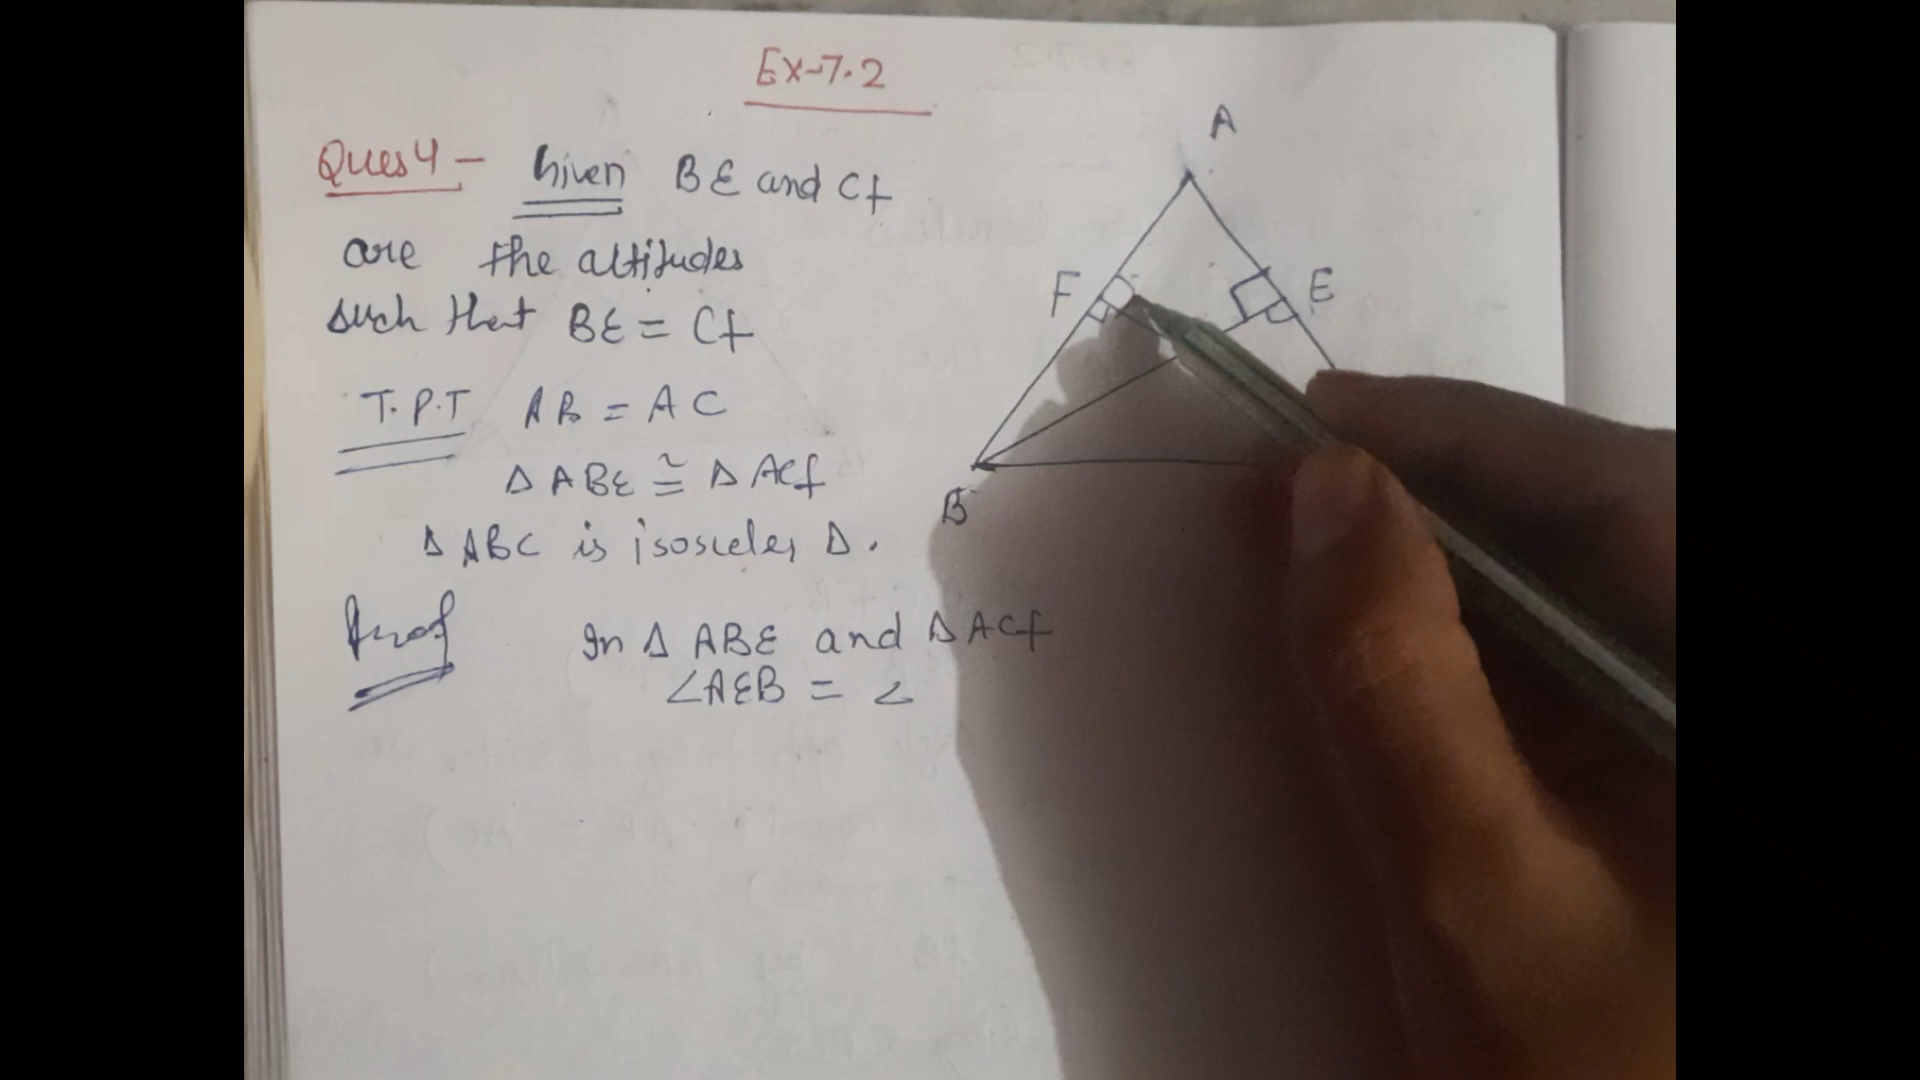 Ex-7.2
Ques 4 - Given BE and Cf
are the altitudes
such that BE = Cf
T.P.T AB = AC
Δ ABE ≅ Δ ACf
Δ ABC is isosceles Δ.
Proof In Δ ABE and Δ ACf
∠AEB = ∠
A
F
E
B